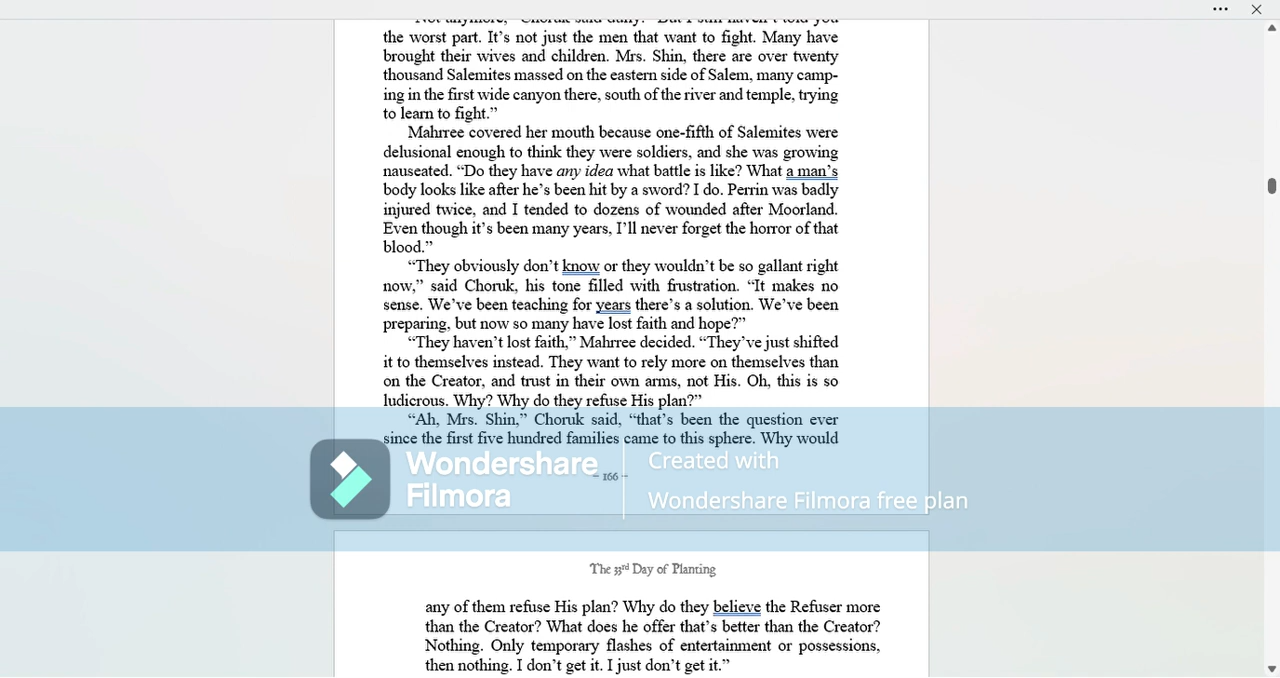 “Not anymore,” Choruk said dully. “But I still haven’t told you
the worst part. It’s not just the men that want to fight. Many have
brought their wives and children. Mrs. Shin, there are over twenty
thousand Salemites massed on the eastern side of Salem, many camp-
ing in the first wide canyon there, south of the river and temple, trying
to learn to fight.”
Mahrree covered her mouth because one-fifth of Salemites were
delusional enough to think they were soldiers, and she was growing
nauseated. “Do they have any idea what battle is like? What a man’s
body looks like after he’s been hit by a sword? I do. Perrin was badly
injured twice, and I tended to dozens of wounded after Moorland.
Even though it’s been many years, I’ll never forget the horror of that
blood.”
“They obviously don’t know or they wouldn’t be so gallant right
now,” said Choruk, his tone filled with frustration. “It makes no
sense. We’ve been teaching for years there’s a solution. We’ve been
preparing, but now so many have lost faith and hope?”
“They haven’t lost faith,” Mahrree decided. “They’ve just shifted
it to themselves instead. They want to rely more on themselves than
on the Creator, and trust in their own arms, not His. Oh, this is so
ludicrous. Why? Why do they refuse His plan?”
“Ah, Mrs. Shin,” Choruk said, “that’s been the question ever
since the first five hundred families came to this sphere. Why would
- 166 -
Wondershare
Filmora
Created with
Wondershare Filmora free plan
The 33rd Day of Planting
any of them refuse His plan? Why do they believe the Refuser more
than the Creator? What does he offer that’s better than the Creator?
Nothing. Only temporary flashes of entertainment or possessions,
then nothing. I don’t get it. I just don’t get it.”